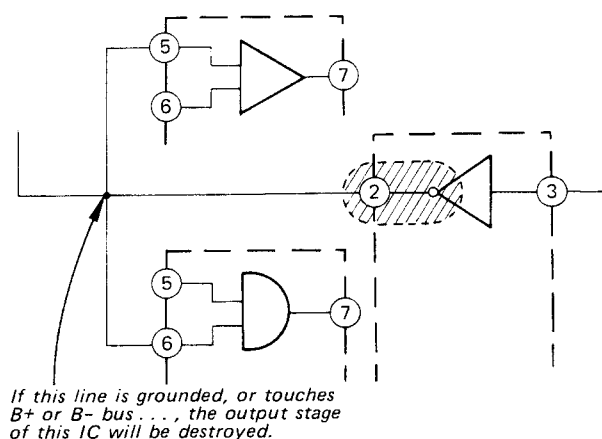 5
7
6
2
3
5
7
6
If this line is grounded, or touches
B+ or B- bus . . . , the output stage
of this IC will be destroyed.